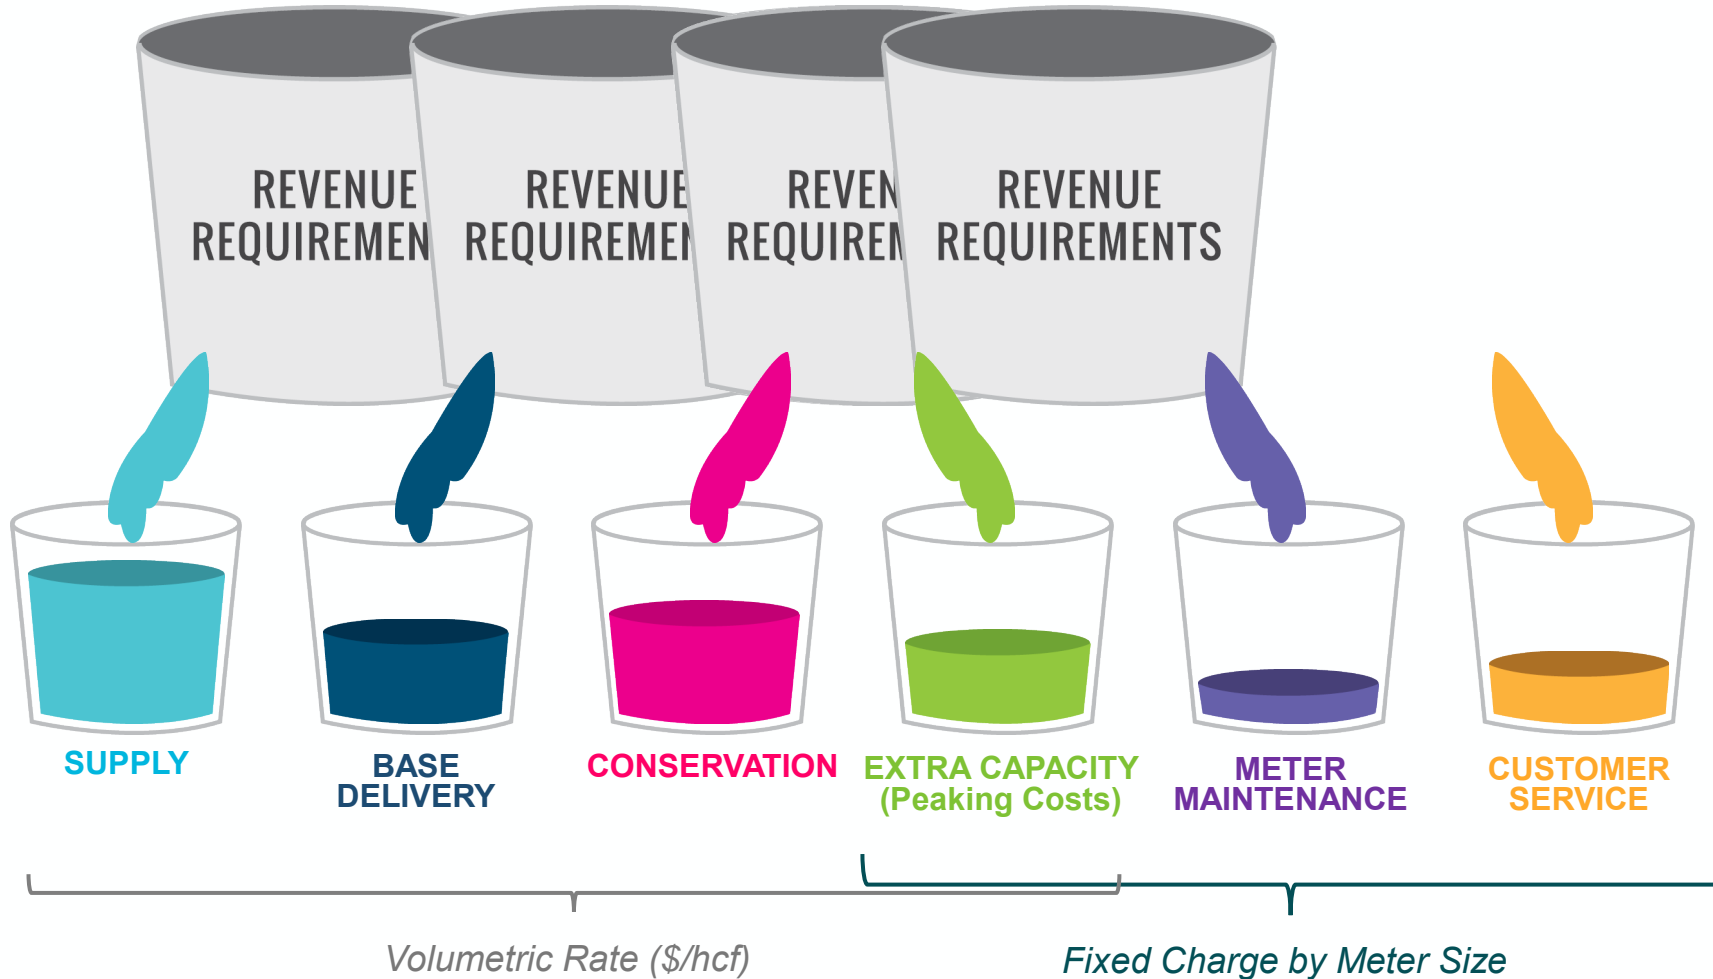 REVENUE
REQUIREMEN
REVENUE
REQUIREMEN
REVEN
REQUIREM
REVENUE
REQUIREMENTS
SUPPLY
BASE
DELIVERY
CONSERVATION
EXTRA CAPACITY
(Peaking Costs)
METER
MAINTENANCE
CUSTOMER
SERVICE
Volumetric Rate ($/hcf)
Fixed Charge by Meter Size